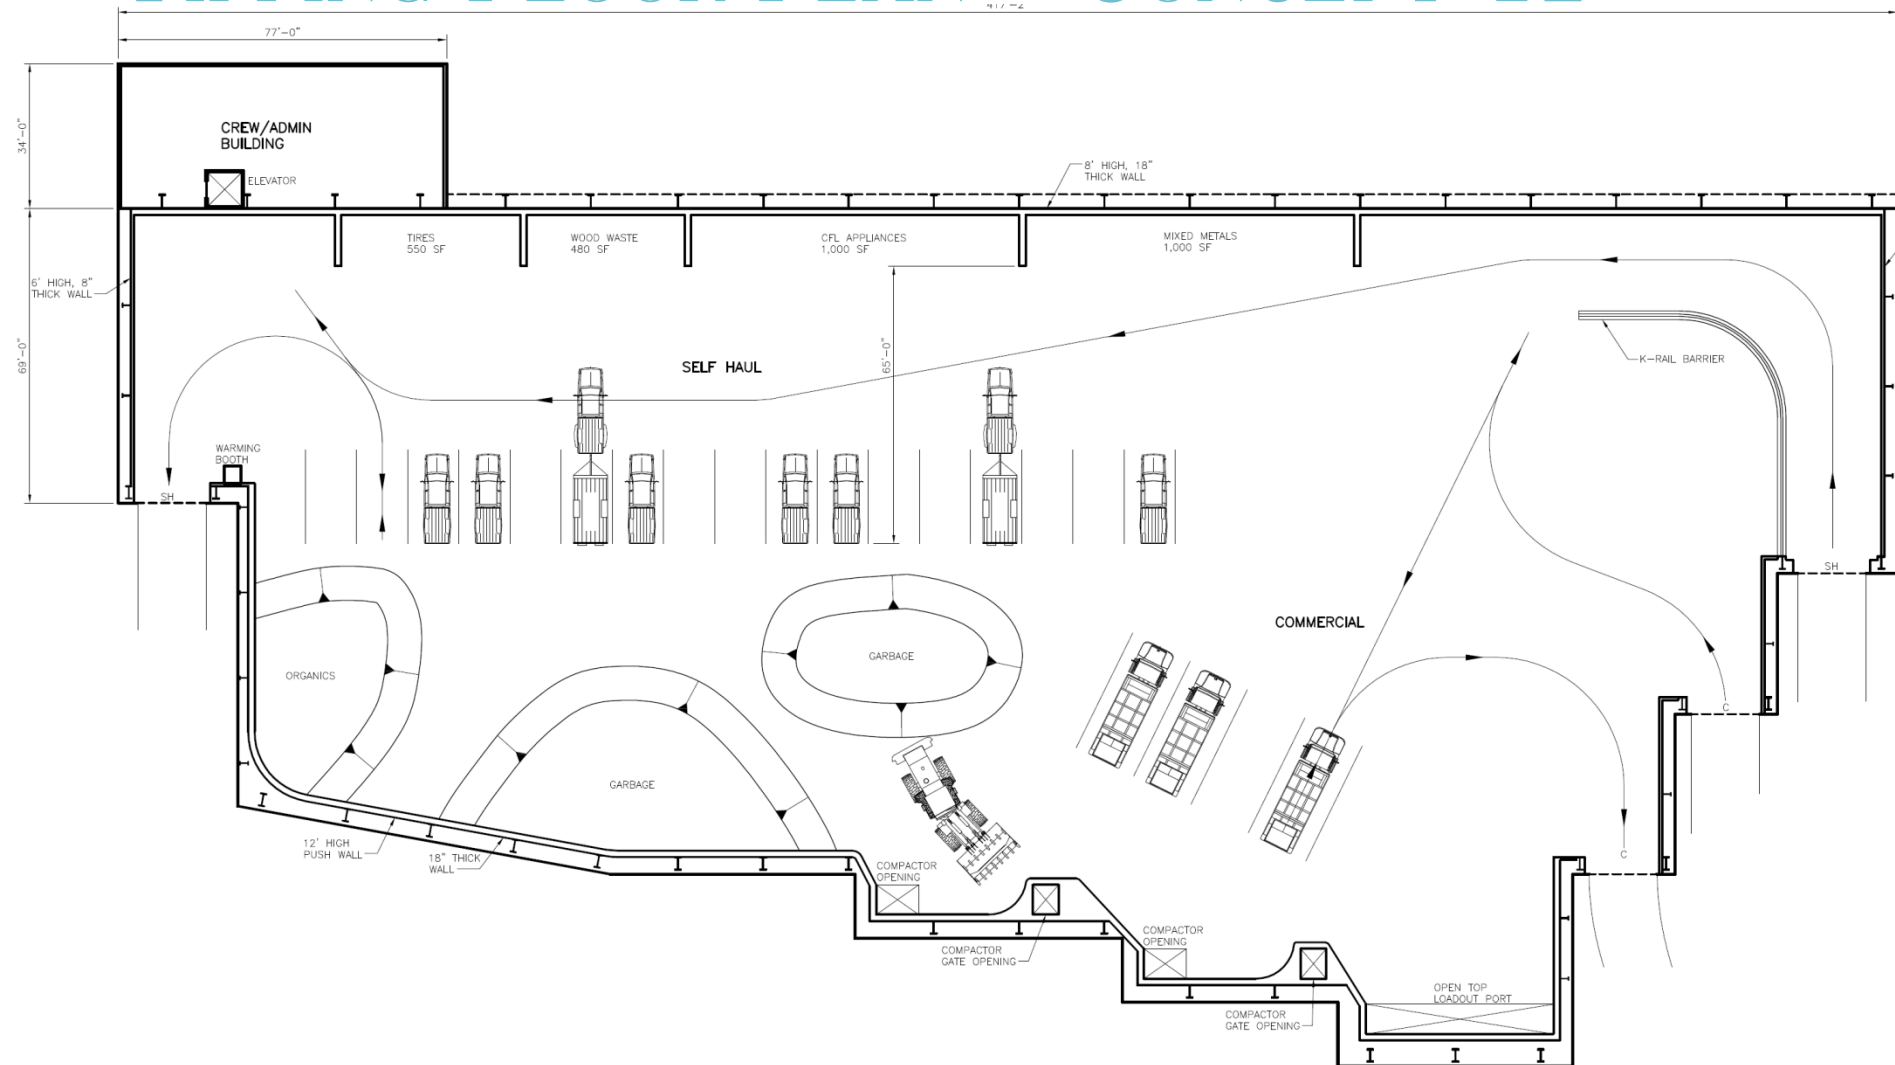 77'-0"
34'-0"
CREW/ADMIN
BUILDING
ELEVATOR
8' HIGH, 18"
THICK WALL
TIRES
550 SF
WOOD WASTE
480 SF
CFL APPLIANCES
1,000 SF
MIXED METALS
1,000 SF
6' HIGH, 8"
THICK WALL
69'-0"
65'-0"
SELF HAUL
K-RAIL BARRIER
WARMING
BOOTH
SH
SH
COMMERCIAL
GARBAGE
ORGANICS
C
GARBAGE
12' HIGH
PUSH WALL
18" THICK
WALL
COMPACTOR
OPENING
C
COMPACTOR
GATE OPENING
COMPACTOR
OPENING
OPEN TOP
LOADOUT PORT
COMPACTOR
GATE OPENING